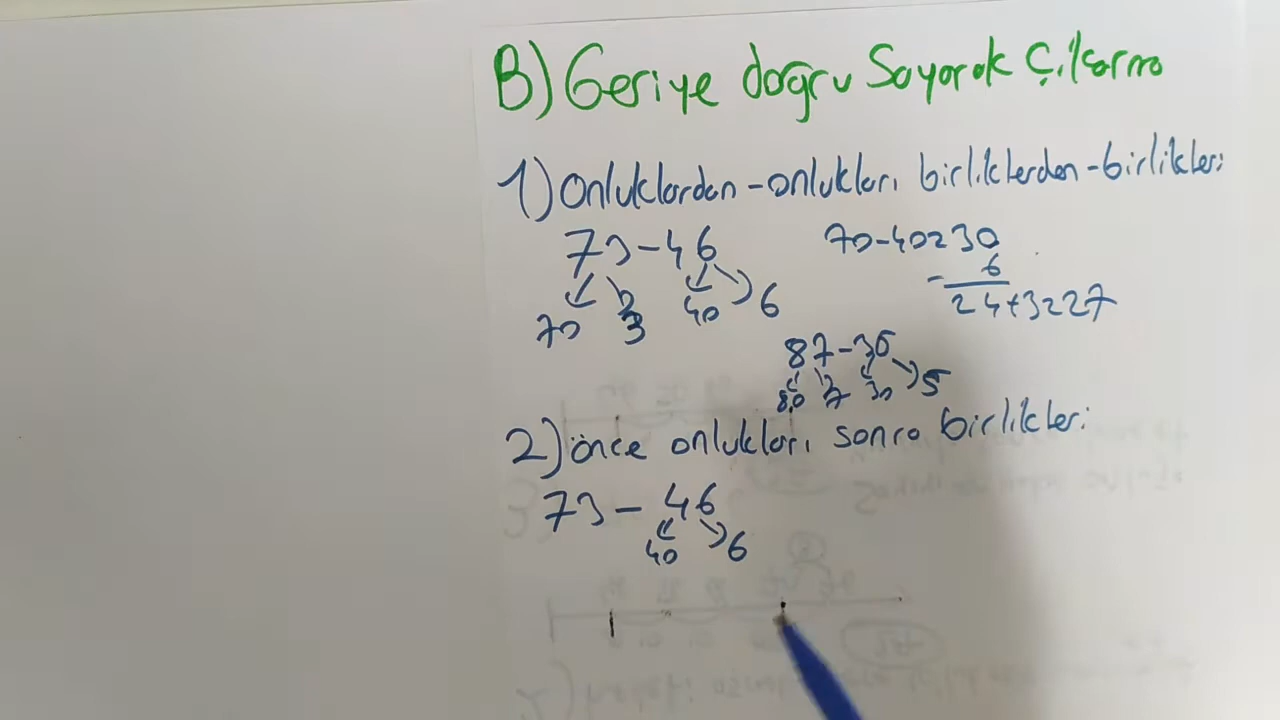 B) Geriye doğru Sayarak Çıkarma
1) Onluklardan-onlukları birliklerden-birlikleri
73-46
70 3 40 6
70-40=30
- 6
24+3=27
87-35
80 7 30 5
2) önce onlukları sonra birlikleri
73 - 46
40 6